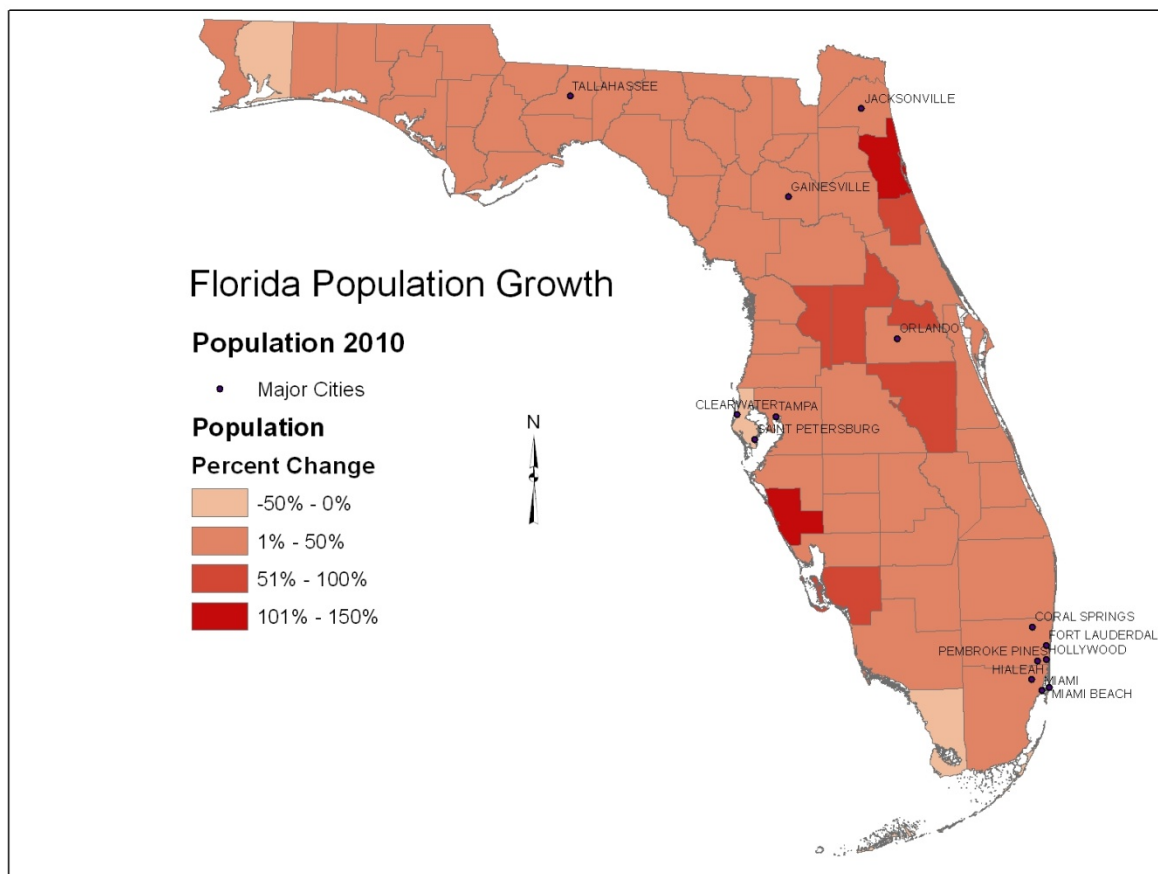 TALLAHASSEE
JACKSONVILLE
GAINESVILLE
Florida Population Growth
Population 2010
Major Cities
ORLANDO
Population
Percent Change
-50% - 0%
1% - 50%
51% - 100%
101% - 150%
N
CLEARWATER
TAMPA
SAINT PETERSBURG
CORAL SPRINGS
FORT LAUDERDAL
PEMBROKE PINES
HOLLYWOOD
HIALEAH
MIAMI
MIAMI BEACH